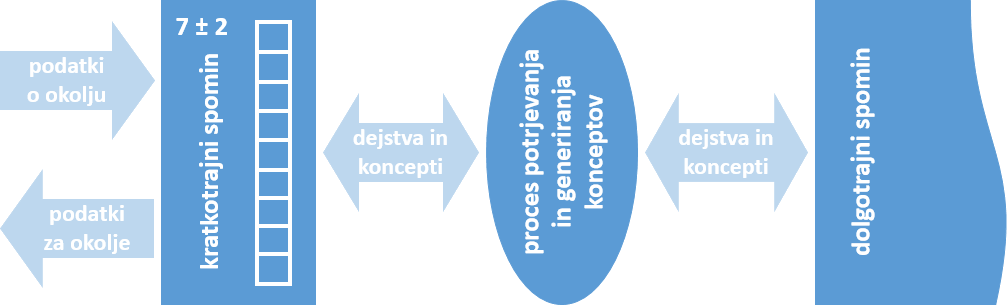 podatki
o okolju
podatki
za okolje
7 ± 2
kratkotrajni spomin
dejstva in
koncepti
proces potrjevanja
in generiranja
konceptov
dejstva in
koncepti
dolgotrajni spomin